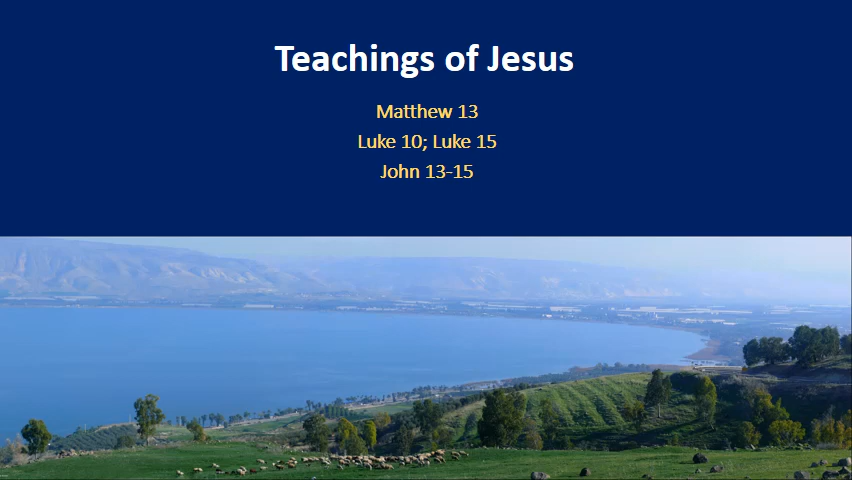 Teachings of Jesus
Matthew 13
Luke 10; Luke 15
John 13-15